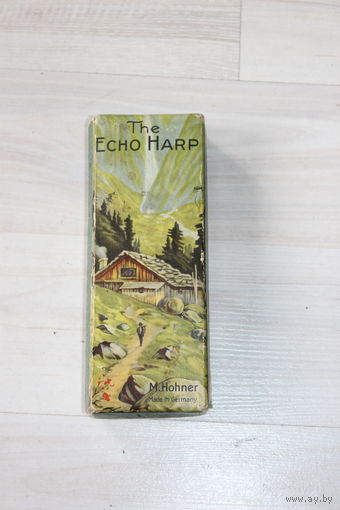 The
ECHO HARP
M. Hohner
Made in Germany
www.ay.by